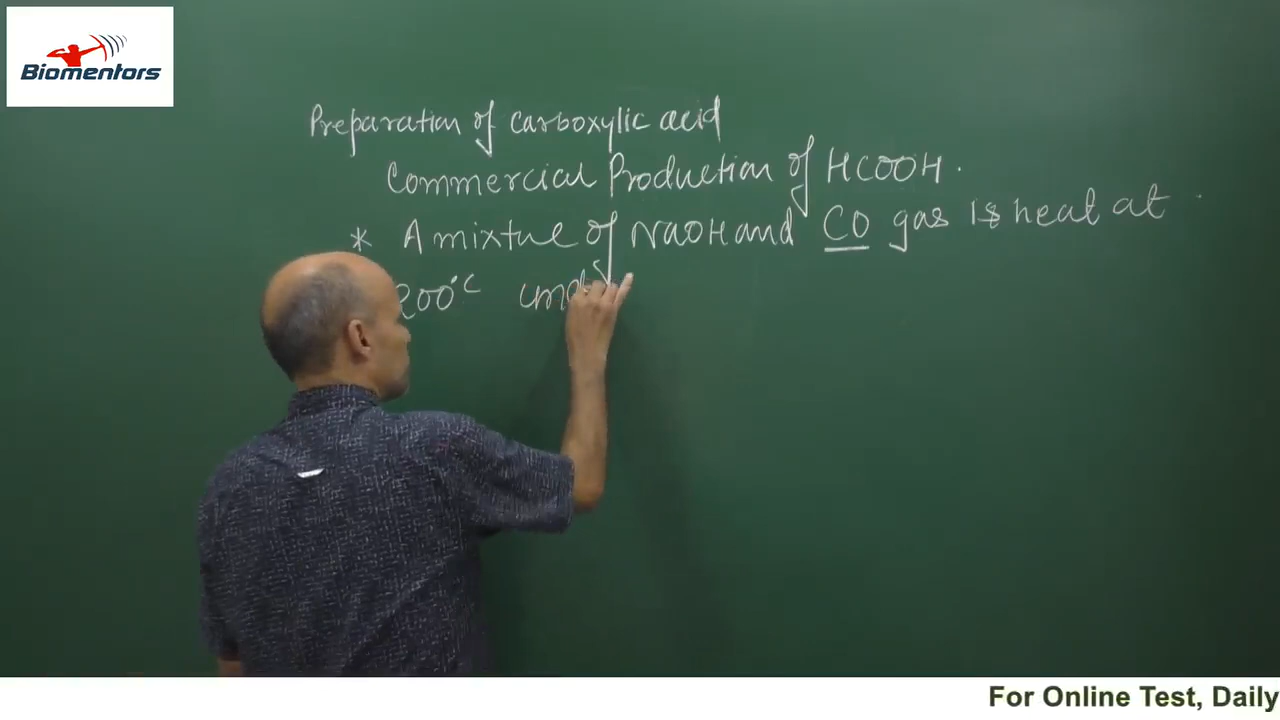 Biomentors
Preparation of carboxylic acid
Commercial Production of HCOOH.
* A mixtue of NaOH and CO gas is heat at
200°C
For Online Test, Daily